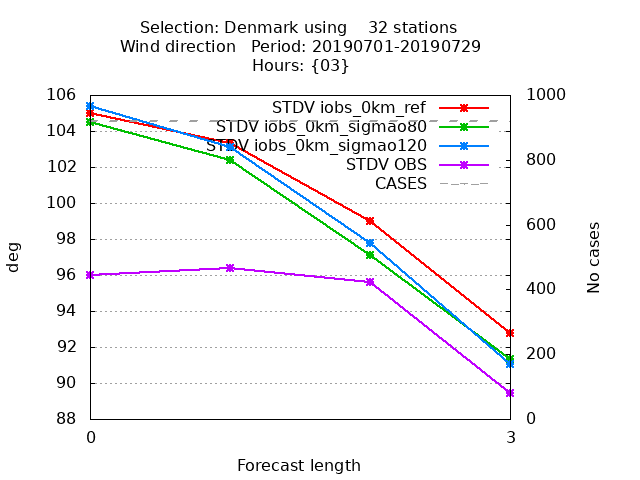 Selection: Denmark using    32 stations
Wind direction   Period: 20190701-20190729
Hours: {03}
106
104
102
100
98
96
94
92
90
88
1000
800
600
400
200
0
STDV iobs_0km_ref
STDV iobs_0km_sigmao80
STDV iobs_0km_sigmao120
STDV OBS
CASES
deg
No cases
0
3
Forecast length